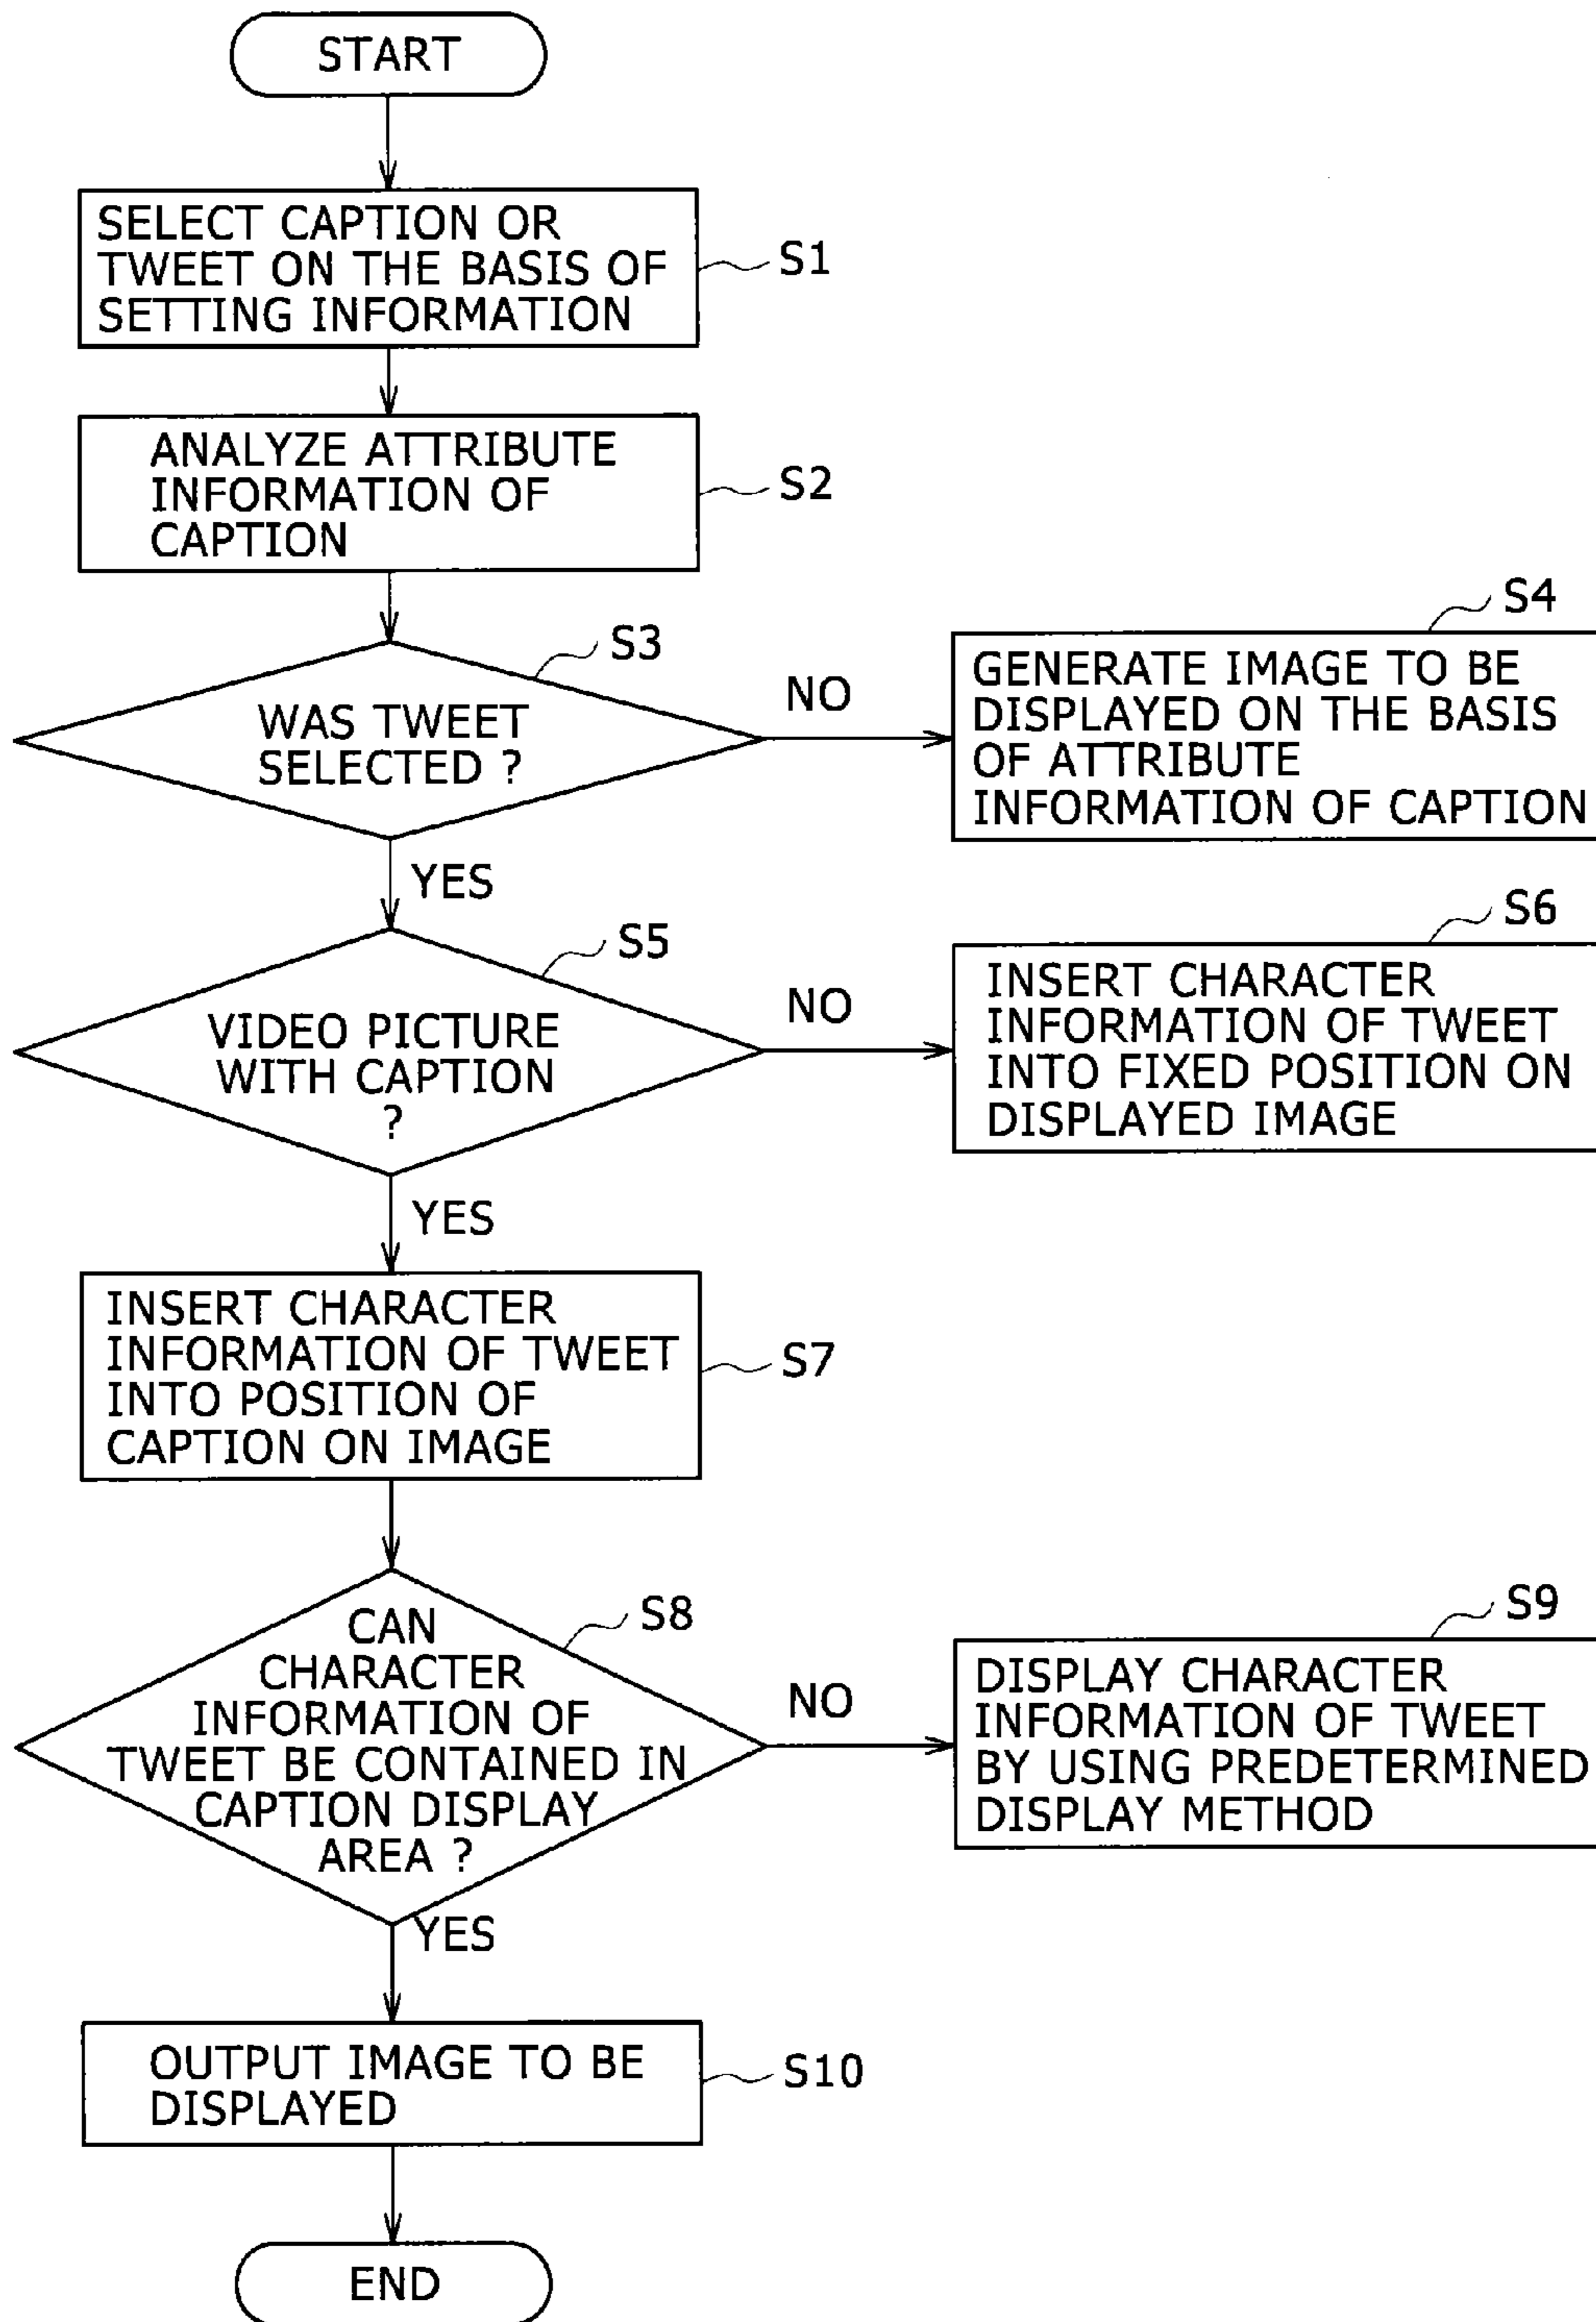 START
SELECT CAPTION OR
TWEET ON THE BASIS OF
SETTING INFORMATION
S1
ANALYZE ATTRIBUTE
INFORMATION OF
CAPTION
S2
S3
WAS TWEET
SELECTED ?
NO
S4
GENERATE IMAGE TO BE
DISPLAYED ON THE BASIS
OF ATTRIBUTE
INFORMATION OF CAPTION
YES
S5
VIDEO PICTURE
WITH CAPTION
?
NO
S6
INSERT CHARACTER
INFORMATION OF TWEET
INTO FIXED POSITION ON
DISPLAYED IMAGE
YES
INSERT CHARACTER
INFORMATION OF TWEET
INTO POSITION OF
CAPTION ON IMAGE
S7
S8
CAN
CHARACTER
INFORMATION OF
TWEET BE CONTAINED IN
CAPTION DISPLAY
AREA ?
NO
S9
DISPLAY CHARACTER
INFORMATION OF TWEET
BY USING PREDETERMINED
DISPLAY METHOD
YES
OUTPUT IMAGE TO BE
DISPLAYED
S10
END